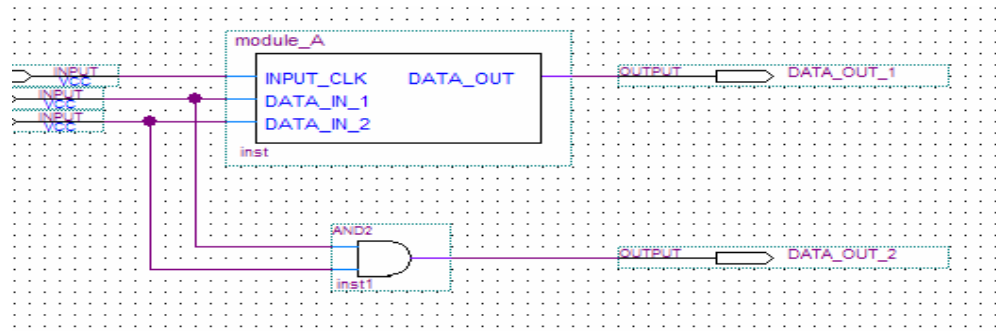 module_A
INPUT
VCC
INPUT_CLK DATA_OUT
OUTPUT DATA_OUT_1
INPUT
VCC
DATA_IN_1
INPUT
VCC
DATA_IN_2
inst
AND2
OUTPUT DATA_OUT_2
inst1